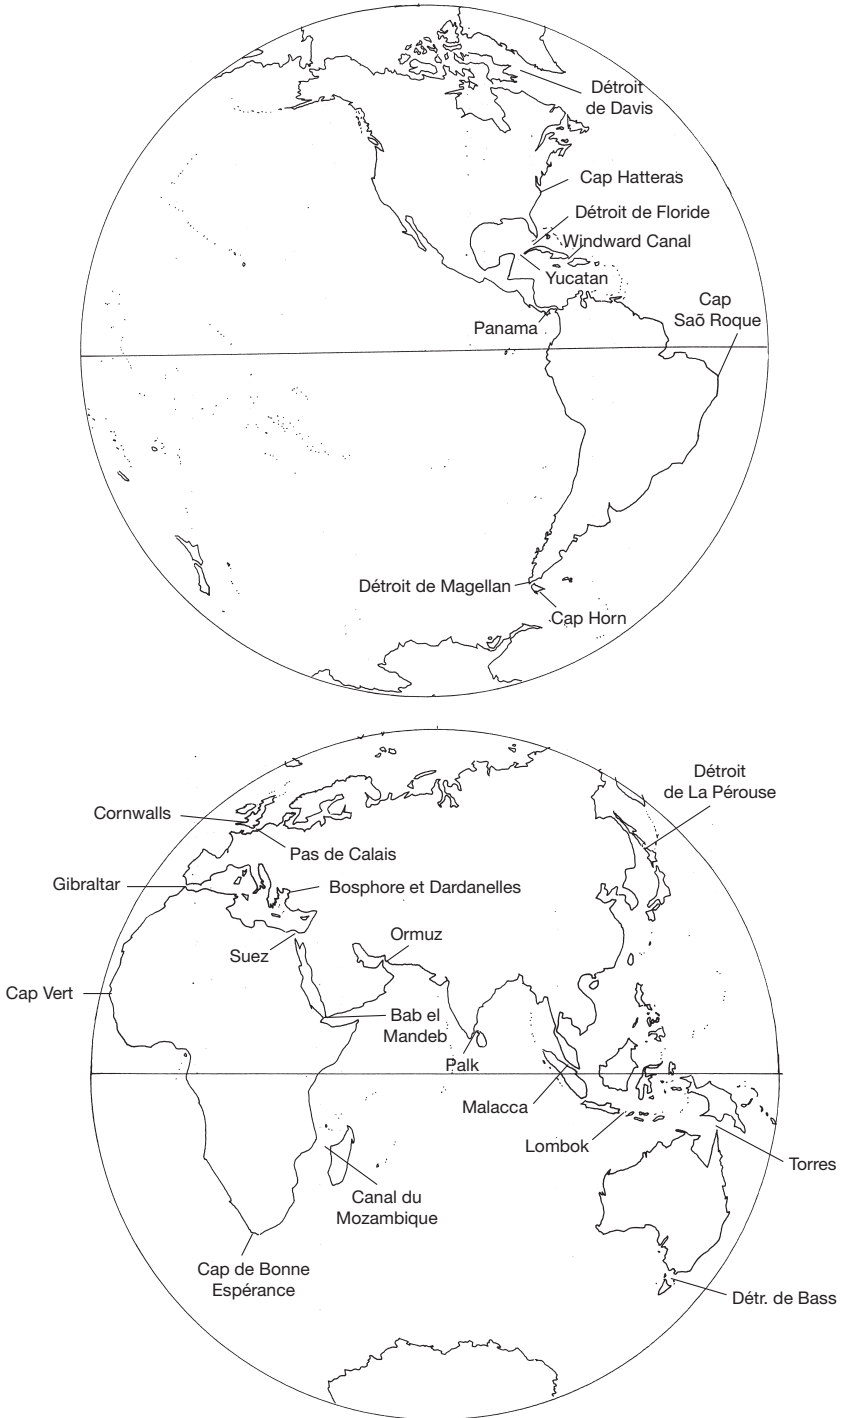 Détroit
de Davis
Cap Hatteras
Détroit de Floride
Windward Canal
Yucatan
Cap
Saõ Roque
Panama
Détroit de Magellan
Cap Horn
Détroit
de La Pérouse
Cornwalls
Pas de Calais
Gibraltar
Bosphore et Dardanelles
Ormuz
Suez
Cap Vert
Bab el
Mandeb
Palk
Malacca
Lombok
Torres
Canal du
Mozambique
Cap de Bonne
Espérance
Détr. de Bass